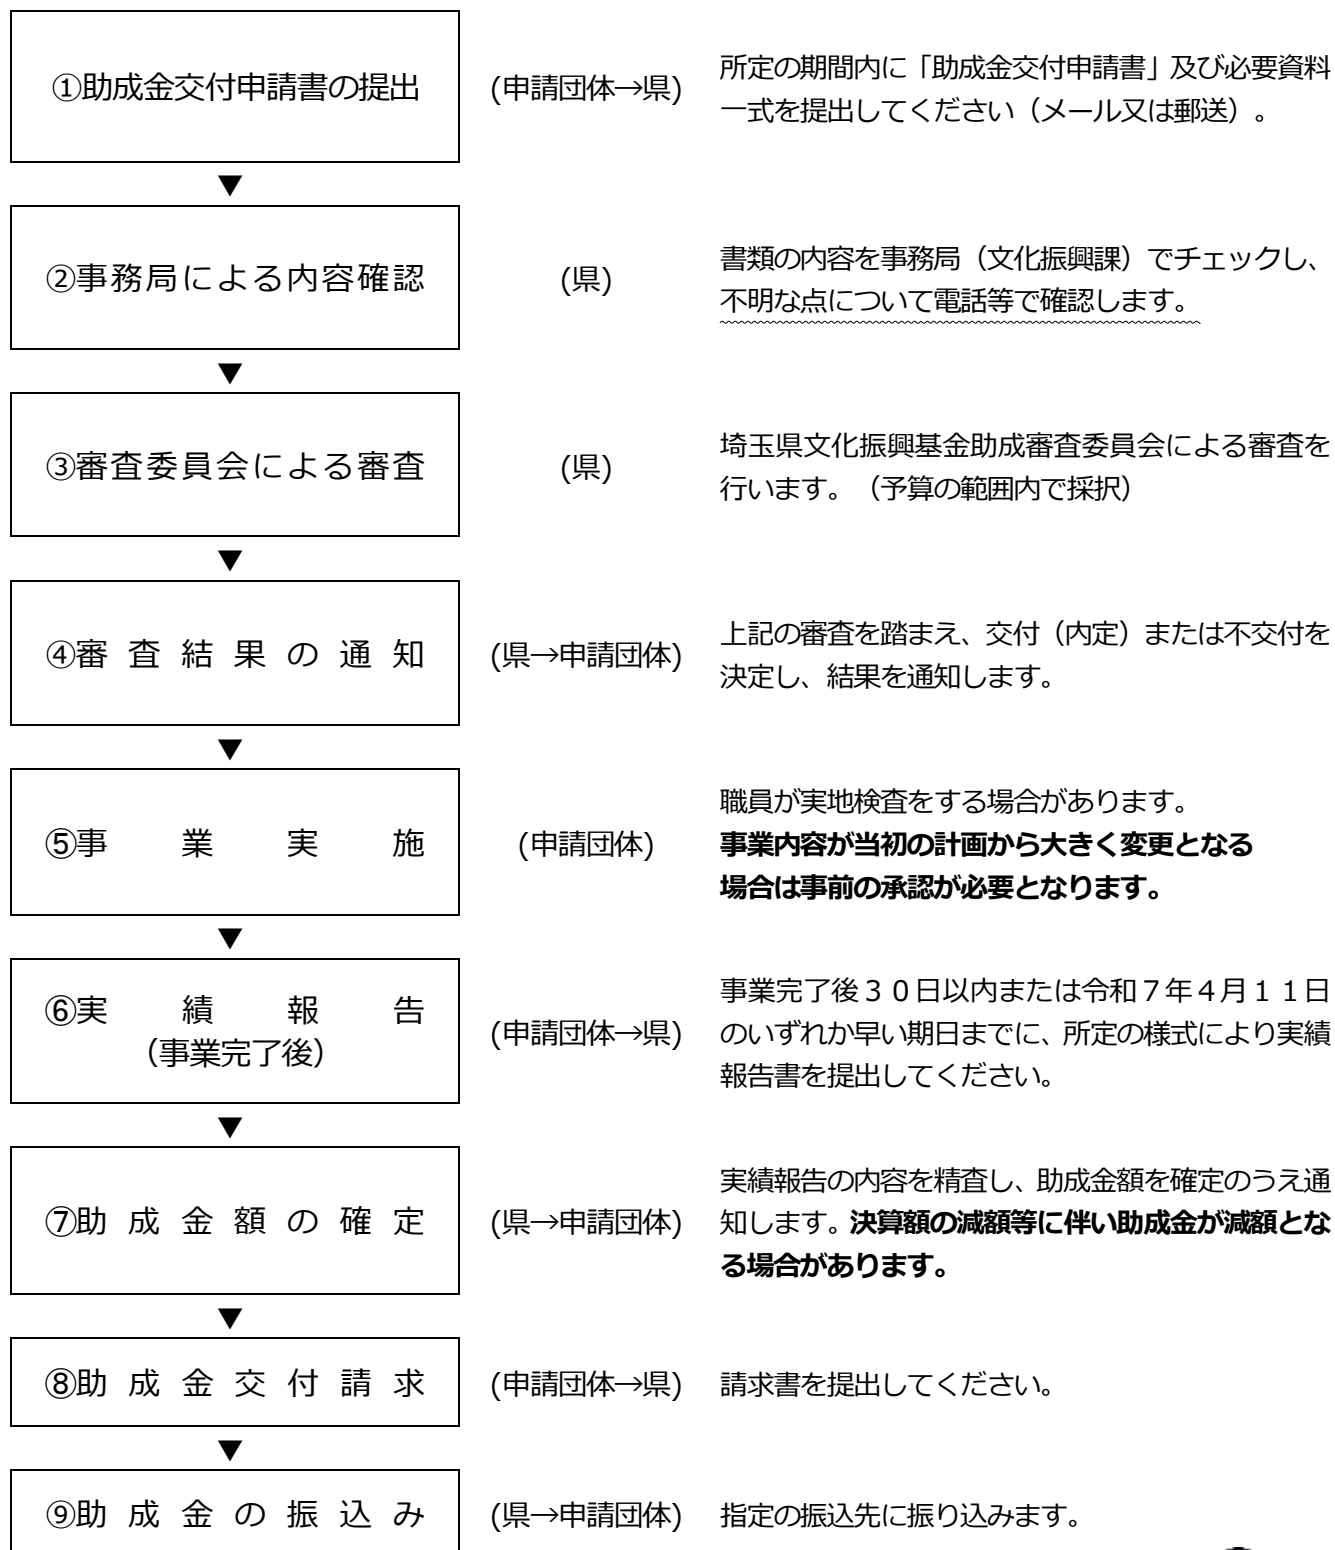 ①助成金交付申請書の提出
(申請団体→県)
所定の期間内に「助成金交付申請書」及び必要資料
一式を提出してください（メール又は郵送）。
▼
②事務局による内容確認
(県)
書類の内容を事務局（文化振興課）でチェックし、
不明な点について電話等で確認します。
▼
③審査委員会による審査
(県)
埼玉県文化振興基金助成審査委員会による審査を
行います。（予算の範囲内で採択）
▼
④審査結果の通知
(県→申請団体)
上記の審査を踏まえ、交付（内定）または不交付を
決定し、結果を通知します。
▼
⑤事業実施
(申請団体)
職員が実地検査をする場合があります。
事業内容が当初の計画から大きく変更となる
場合は事前の承認が必要となります。
▼
⑥実績報告
（事業完了後）
(申請団体→県)
事業完了後３０日以内または令和７年４月１１日
のいずれか早い期日までに、所定の様式により実績
報告書を提出してください。
▼
⑦助成金額の確定
(県→申請団体)
実績報告の内容を精査し、助成金額を確定のうえ通
知します。決算額の減額等に伴い助成金が減額とな
る場合があります。
▼
⑧助成金交付請求
(申請団体→県)
請求書を提出してください。
▼
⑨助成金の振込み
(県→申請団体)
指定の振込先に振り込みます。